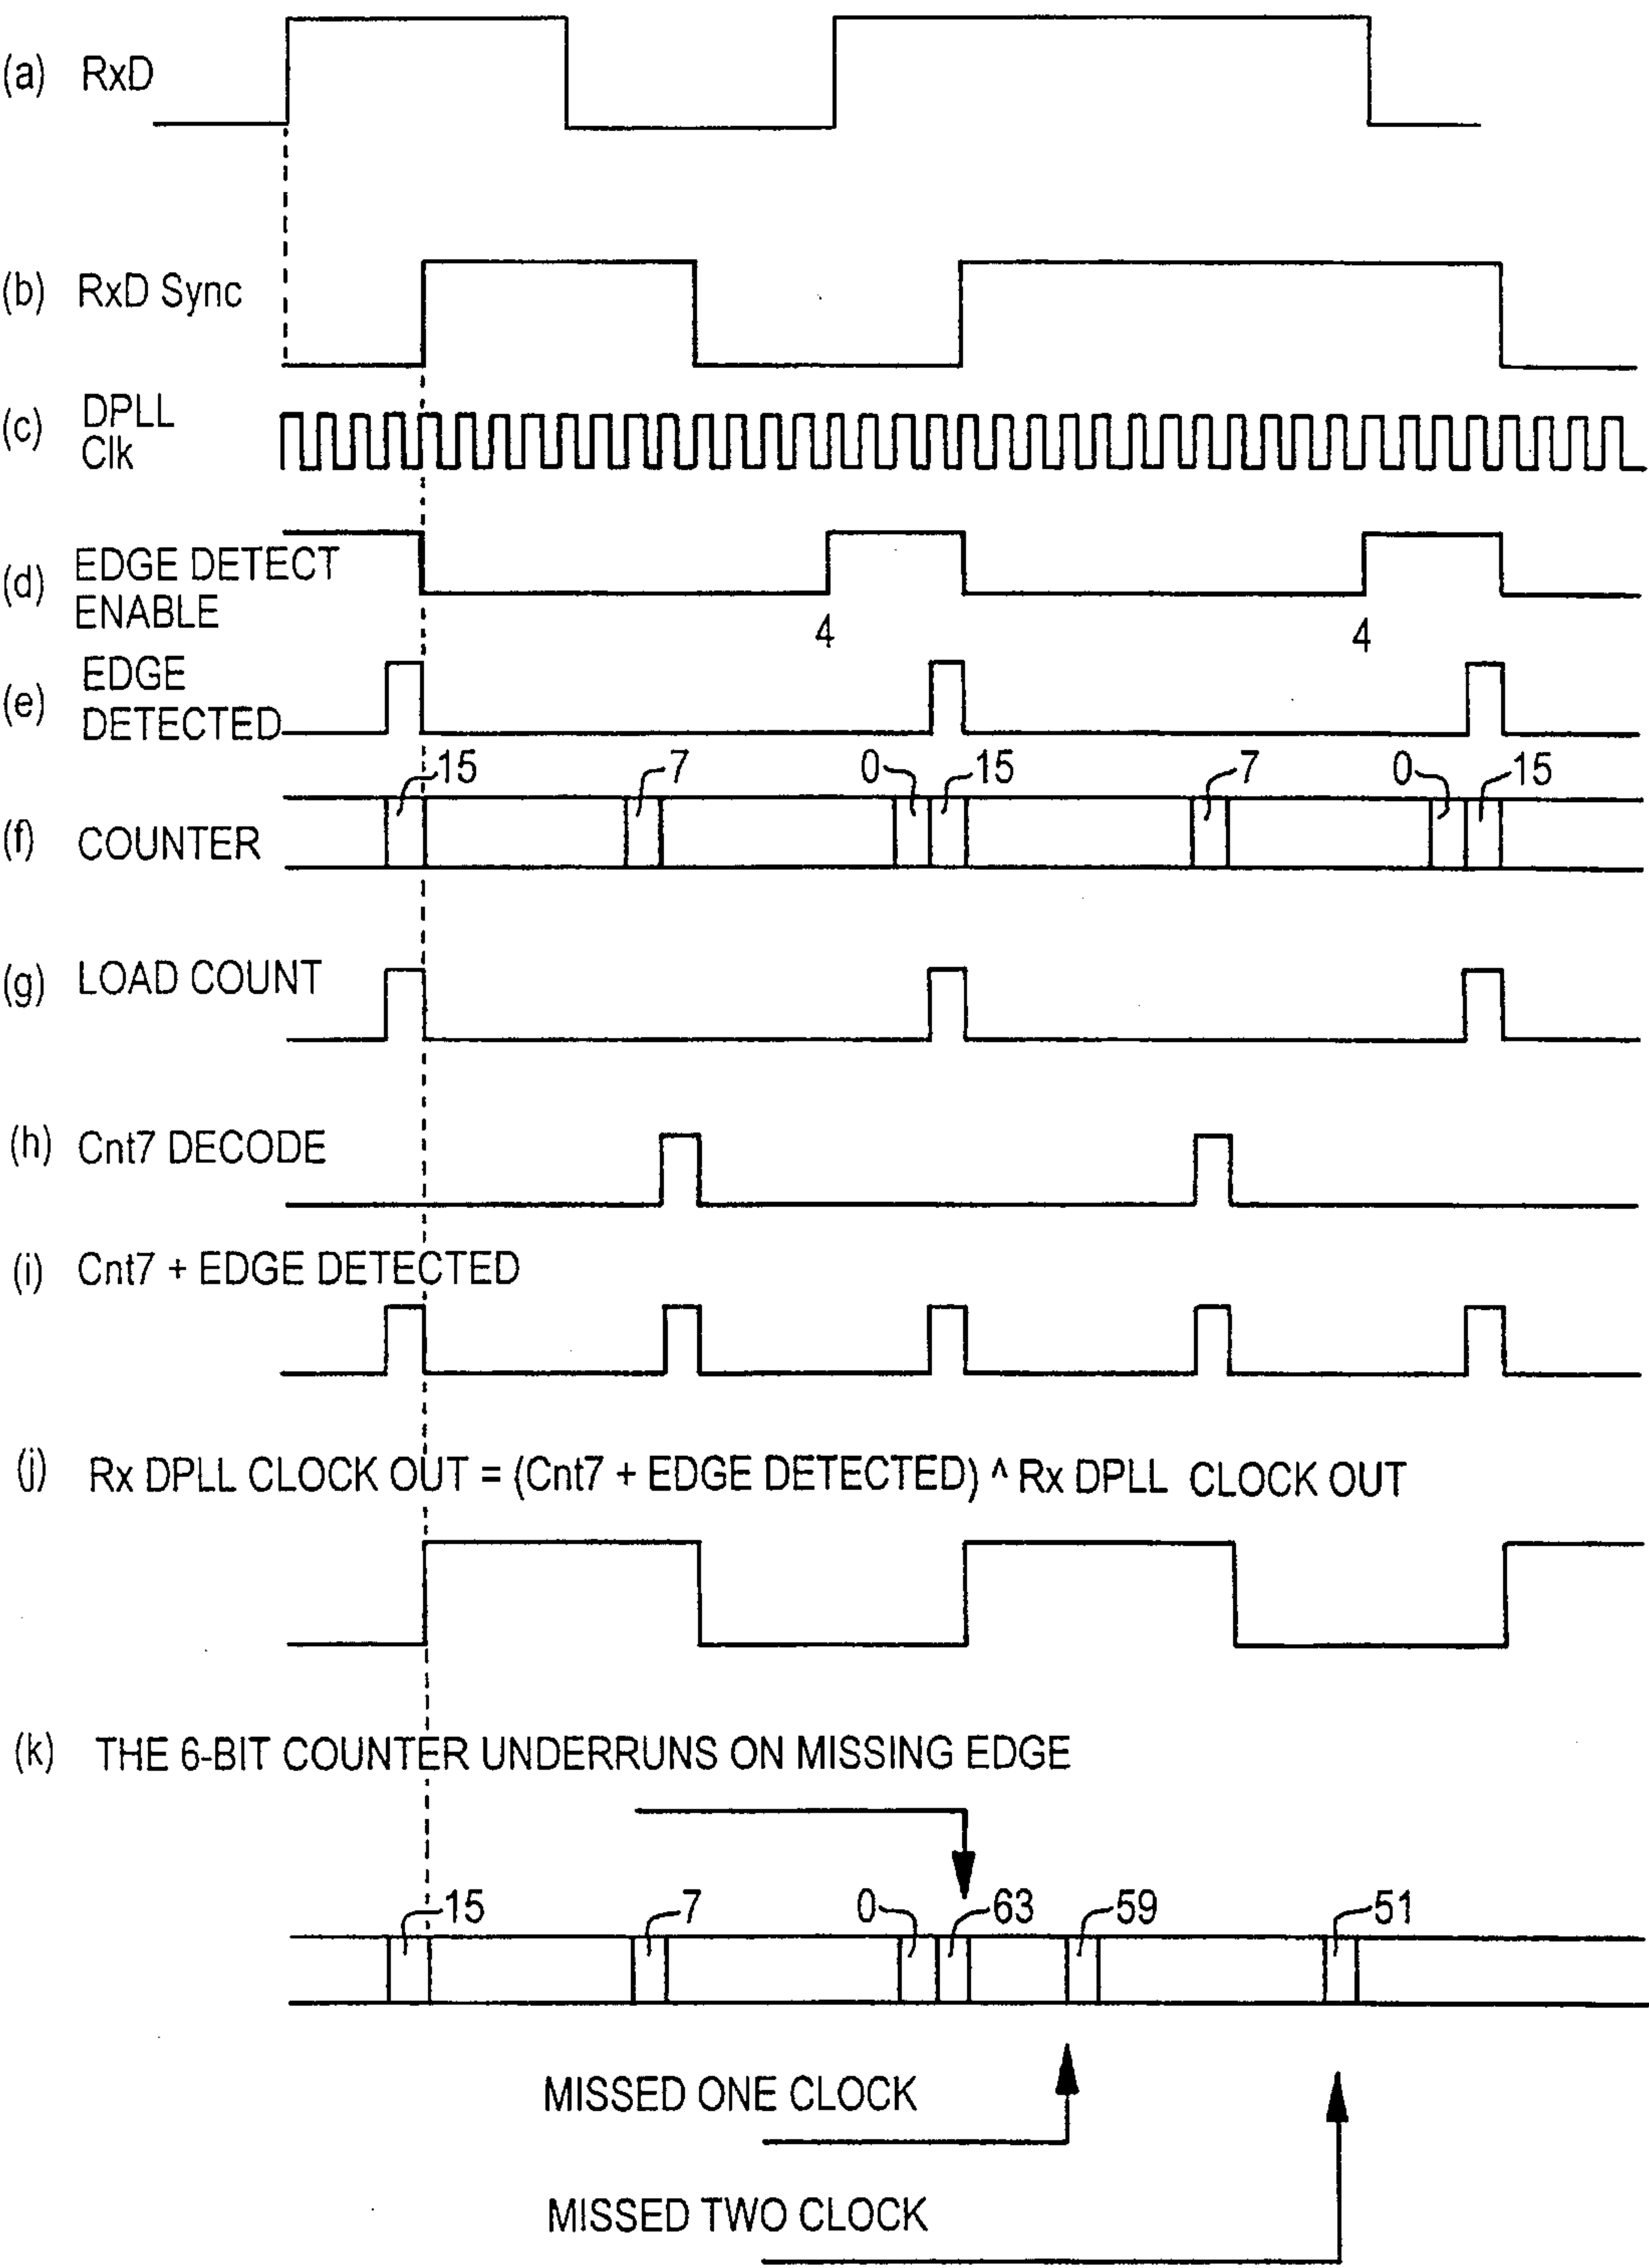 (a) RxD
(b) RxD Sync
(c) DPLL
Clk
(d) EDGE DETECT
ENABLE
4 4
(e) EDGE
DETECTED
15 7 0 15 7 0 15
(f) COUNTER
(g) LOAD COUNT
(h) Cnt7 DECODE
(i) Cnt7 + EDGE DETECTED
(j) Rx DPLL CLOCK OUT = (Cnt7 + EDGE DETECTED) ^ Rx DPLL CLOCK OUT
(k) THE 6-BIT COUNTER UNDERRUNS ON MISSING EDGE
15 7 0 63 59 51
MISSED ONE CLOCK
MISSED TWO CLOCK